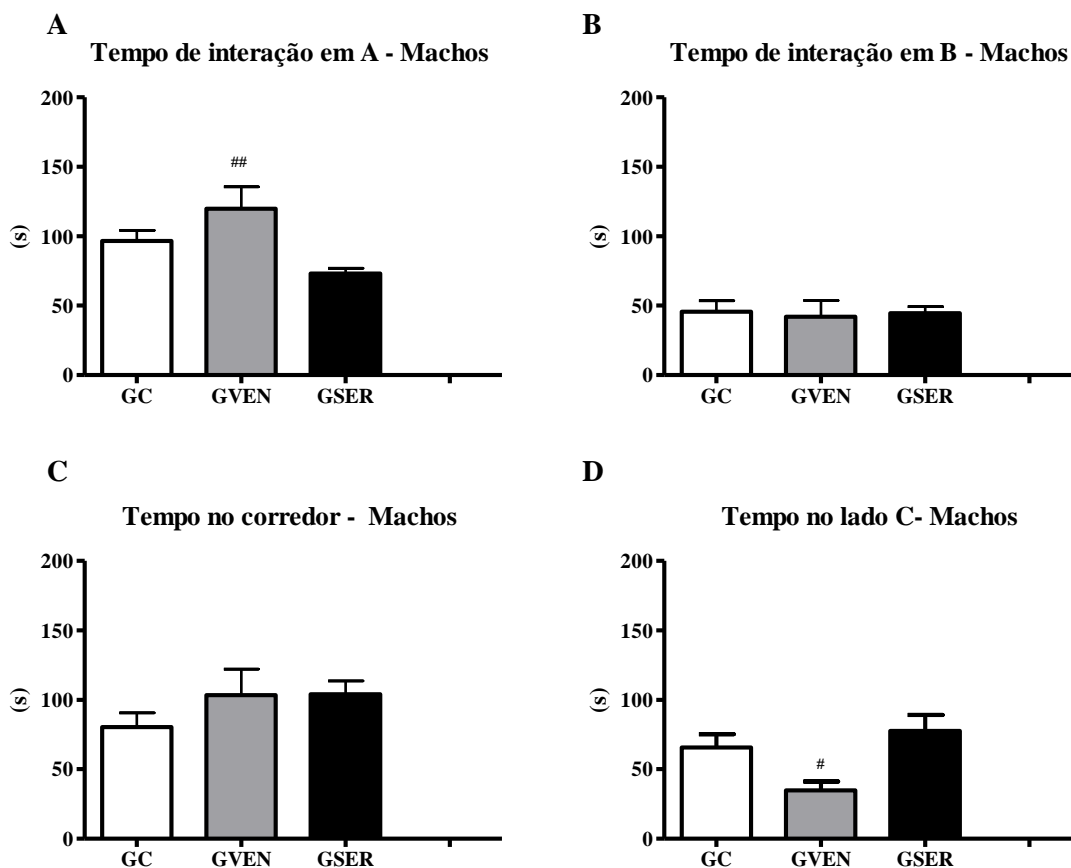 A
Tempo de interação em A - Machos
200
150
100
50
0
(s)
##
GC GVEN GSER
B
Tempo de interação em B - Machos
200
150
100
50
0
(s)
GC GVEN GSER
C
Tempo no corredor - Machos
200
150
100
50
0
(s)
GC GVEN GSER
D
Tempo no lado C- Machos
200
150
100
50
0
(s)
#
GC GVEN GSER